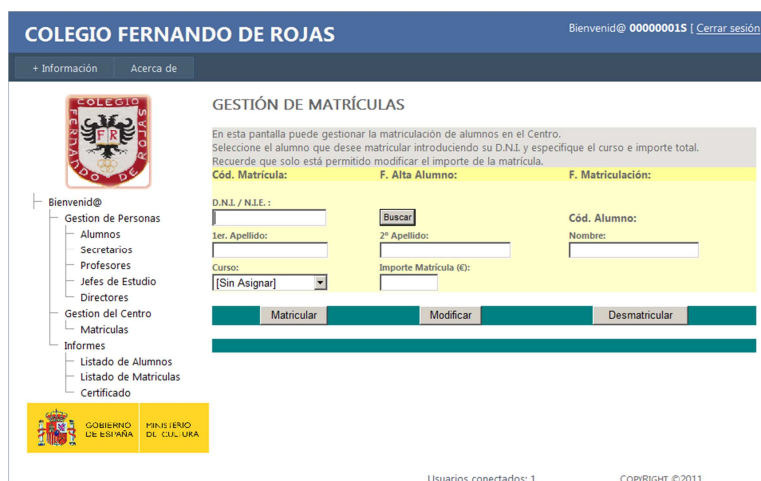 COLEGIO FERNANDO DE ROJAS
Bienvenid@ 00000001S [ Cerrar sesión
+ Información Acerca de
COLEGIO
FERNANDO DE ROJAS
F R
GESTIÓN DE MATRÍCULAS
En esta pantalla puede gestionar la matriculación de alumnos en el Centro.
Seleccione el alumno que desee matricular introduciendo su D.N.I. y especifique el curso e importe total.
Recuerde que solo está permitido modificar el importe de la matrícula.
Cód. Matrícula: F. Alta Alumno: F. Matriculación:
D.N.I. / N.I.E. :
Buscar Cód. Alumno:
1er. Apellido: 2º Apellido: Nombre:
Curso: Importe Matrícula (€):
[Sin Asignar]
Matricular Modificar Desmatricular
Bienvenid@
Gestion de Personas
Alumnos
Secretarios
Profesores
Jefes de Estudio
Directores
Gestion del Centro
Matriculas
Informes
Listado de Alumnos
Listado de Matriculas
Certificado
GOBIERNO DE ESPAÑA
MINISTERIO DE CULTURA
Usuarios conectados: 1 COPYRIGHT ©2011